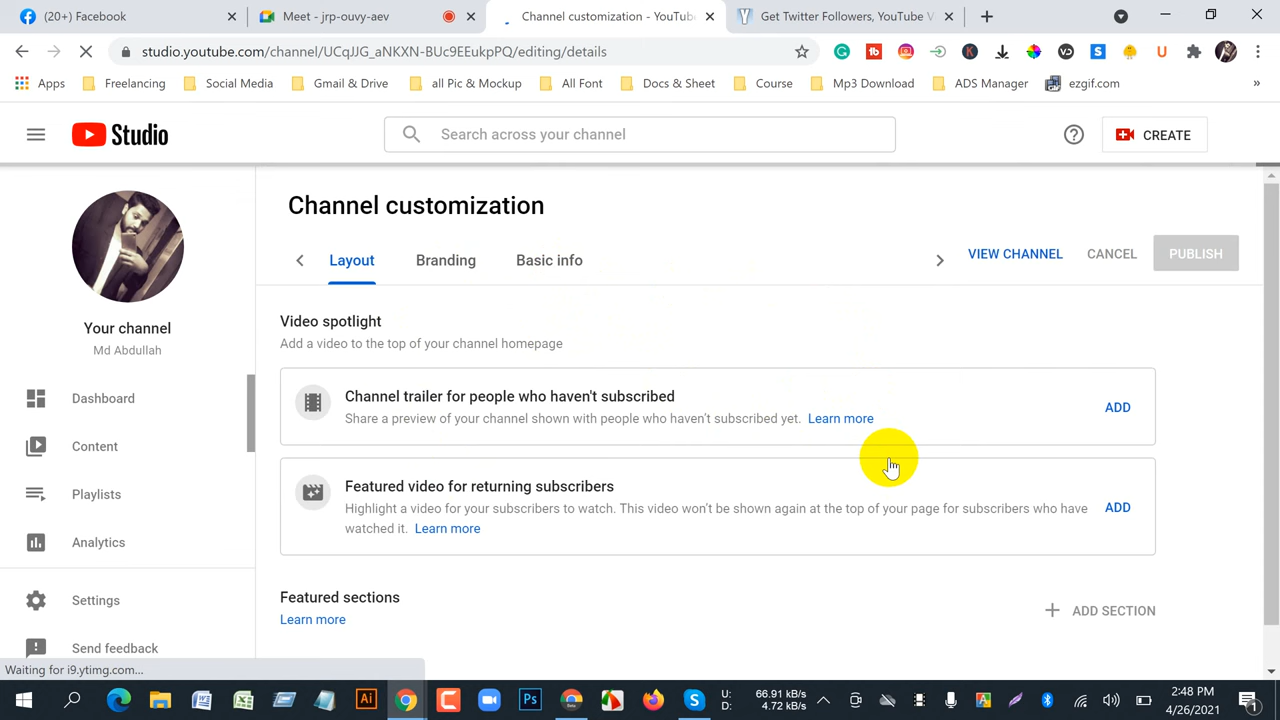 (20+) Facebook
Meet - jrp-ouvy-aev
Channel customization - YouTub
Get Twitter Followers, YouTube V
studio.youtube.com/channel/UCqJJG_aNKXN-BUc9EEukpPQ/editing/details
Apps
Freelancing
Social Media
Gmail & Drive
all Pic & Mockup
All Font
Docs & Sheet
Course
Mp3 Download
ADS Manager
ezgif.com
»
Studio
Search across your channel
CREATE
Channel customization
Layout
Branding
Basic info
VIEW CHANNEL
CANCEL
PUBLISH
Your channel
Md Abdullah
Dashboard
Content
Playlists
Analytics
Settings
Send feedback
Video spotlight
Add a video to the top of your channel homepage
Channel trailer for people who haven't subscribed
Share a preview of your channel shown with people who haven't subscribed yet. Learn more
ADD
Featured video for returning subscribers
Highlight a video for your subscribers to watch. This video won't be shown again at the top of your page for subscribers who have
watched it. Learn more
ADD
Featured sections
Learn more
ADD SECTION
Waiting for i9.ytimg.com...
U: 66.91 kB/s
D: 4.72 kB/s
2:48 PM
4/26/2021